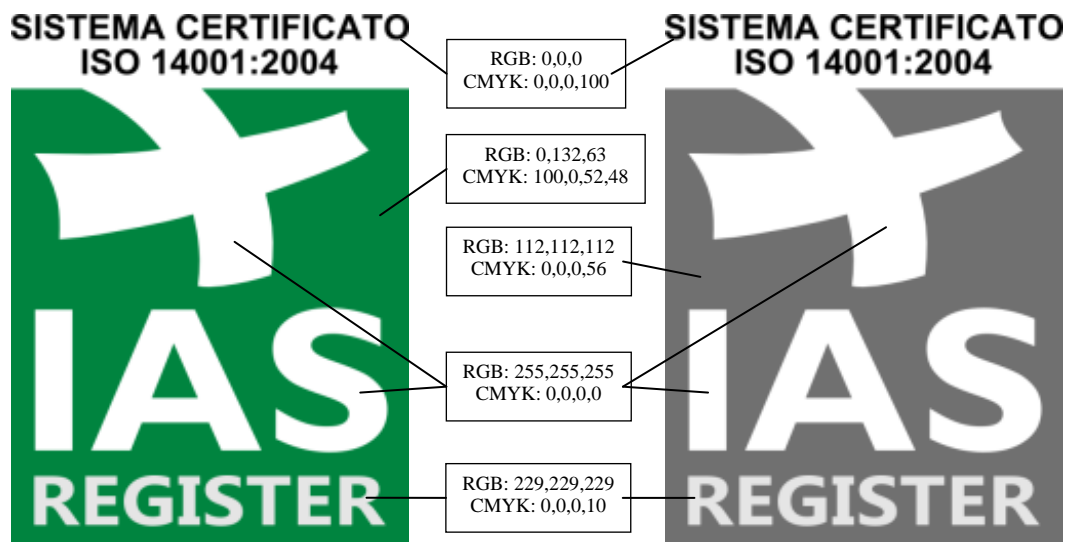 SISTEMA CERTIFICATO
ISO 14001:2004
IAS
REGISTER
RGB: 0,0,0
CMYK: 0,0,0,100
RGB: 0,132,63
CMYK: 100,0,52,48
RGB: 112,112,112
CMYK: 0,0,0,56
RGB: 255,255,255
CMYK: 0,0,0,0
RGB: 229,229,229
CMYK: 0,0,0,10
SISTEMA CERTIFICATO
ISO 14001:2004
IAS
REGISTER